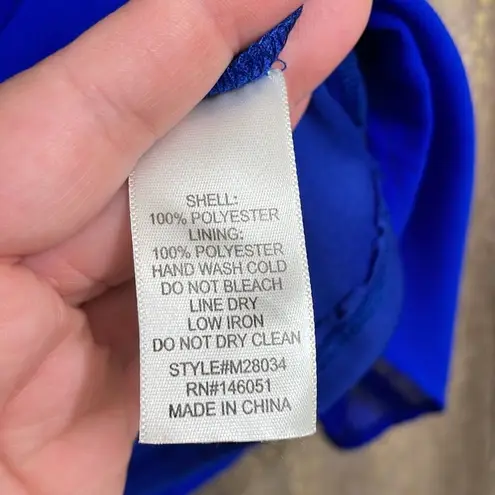 SHELL:
100% POLYESTER
LINING:
100% POLYESTER
HAND WASH COLD
DO NOT BLEACH
LINE DRY
LOW IRON
DO NOT DRY CLEAN
STYLE#M28034
RN#146051
MADE IN CHINA